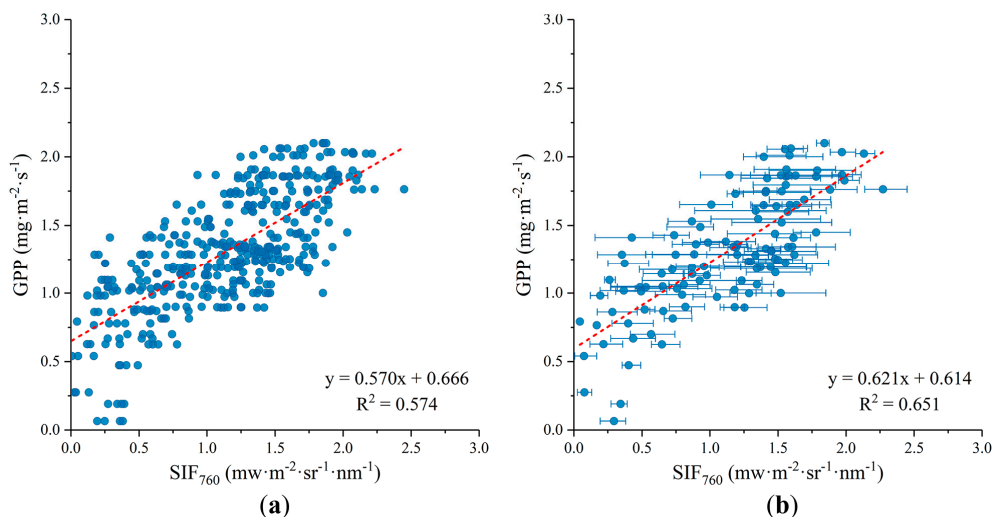 3.0
2.5
2.0
1.5
1.0
0.5
0.0
GPP (mg·m⁻²·s⁻¹)
y = 0.570x + 0.666
R² = 0.574
0.0 0.5 1.0 1.5 2.0 2.5 3.0
SIF₇₆₀ (mw·m⁻²·sr⁻¹·nm⁻¹)
(a)
3.0
2.5
2.0
1.5
1.0
0.5
0.0
GPP (mg·m⁻²·s⁻¹)
y = 0.621x + 0.614
R² = 0.651
0.0 0.5 1.0 1.5 2.0 2.5 3.0
SIF₇₆₀ (mw·m⁻²·sr⁻¹·nm⁻¹)
(b)